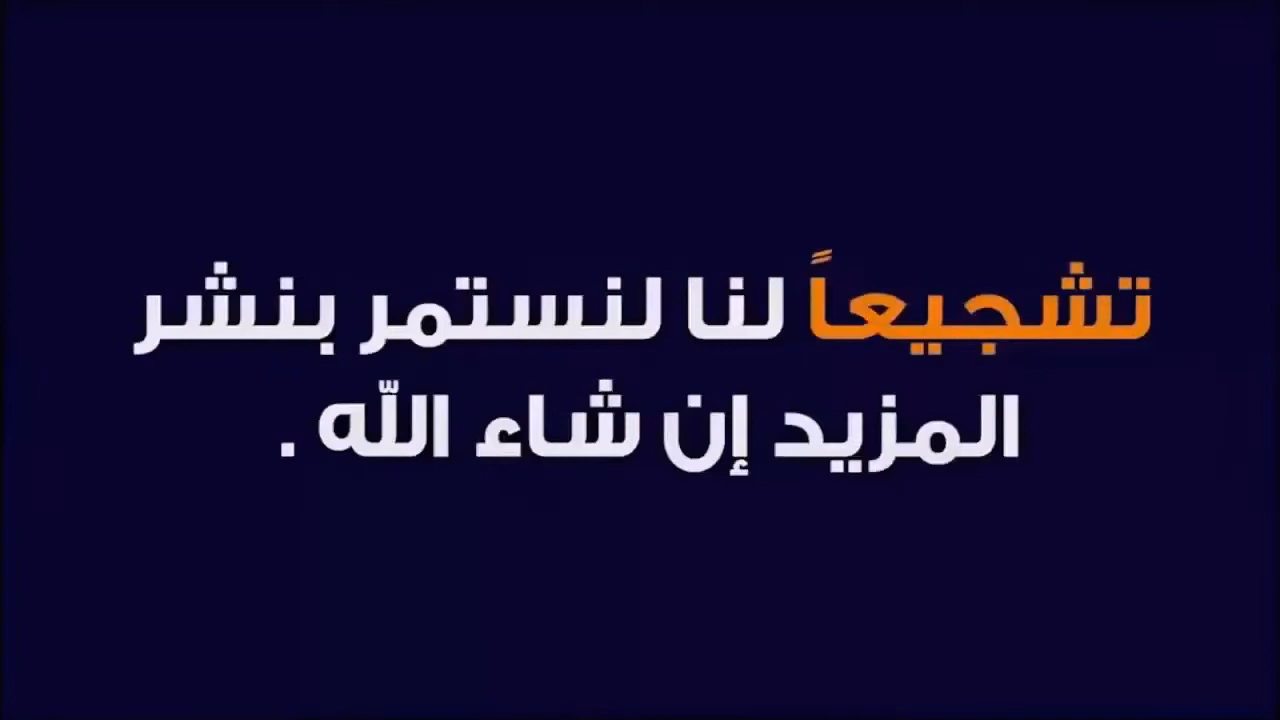 تشجيعاً لنا لنستمر بنشر
المزيد إن شاء الله .